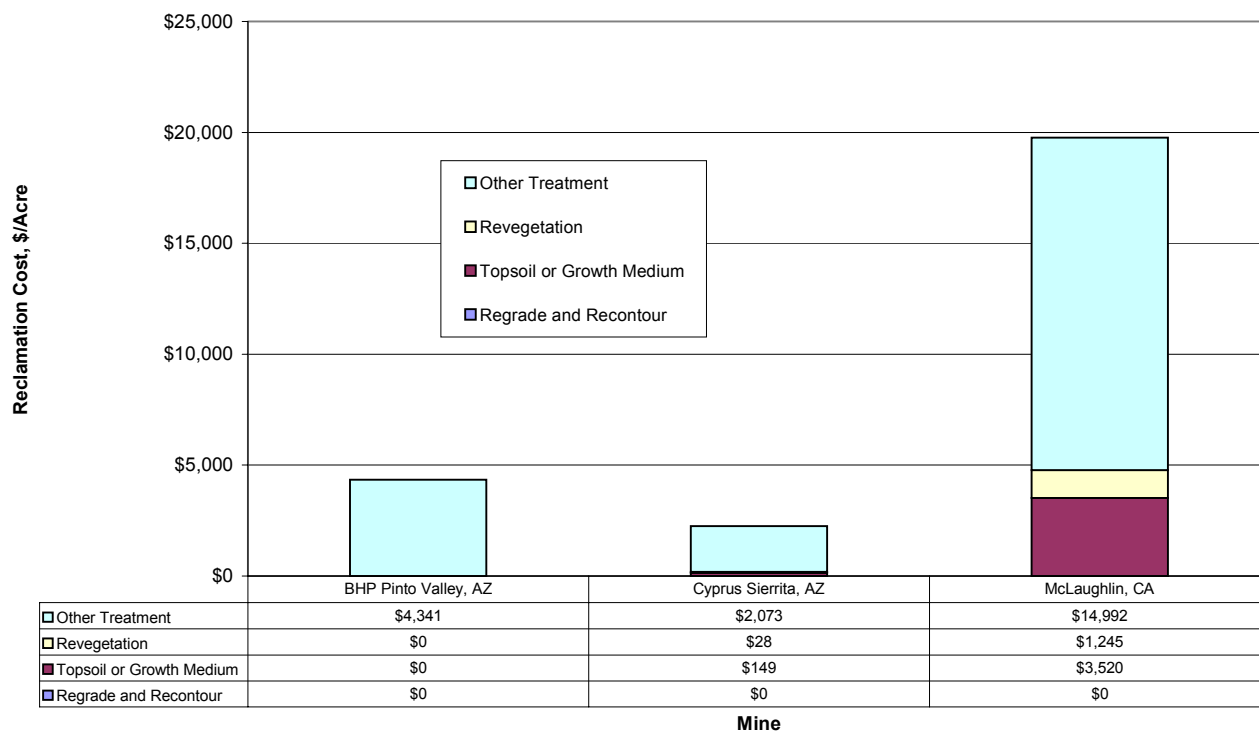 $25,000
$20,000
$15,000
$10,000
$5,000
$0
Reclamation Cost, $/Acre
Other Treatment
Revegetation
Topsoil or Growth Medium
Regrade and Recontour
BHP Pinto Valley, AZ Cyprus Sierrita, AZ McLaughlin, CA
Other Treatment $4,341 $2,073 $14,992
Revegetation $0 $28 $1,245
Topsoil or Growth Medium $0 $149 $3,520
Regrade and Recontour $0 $0 $0
Mine